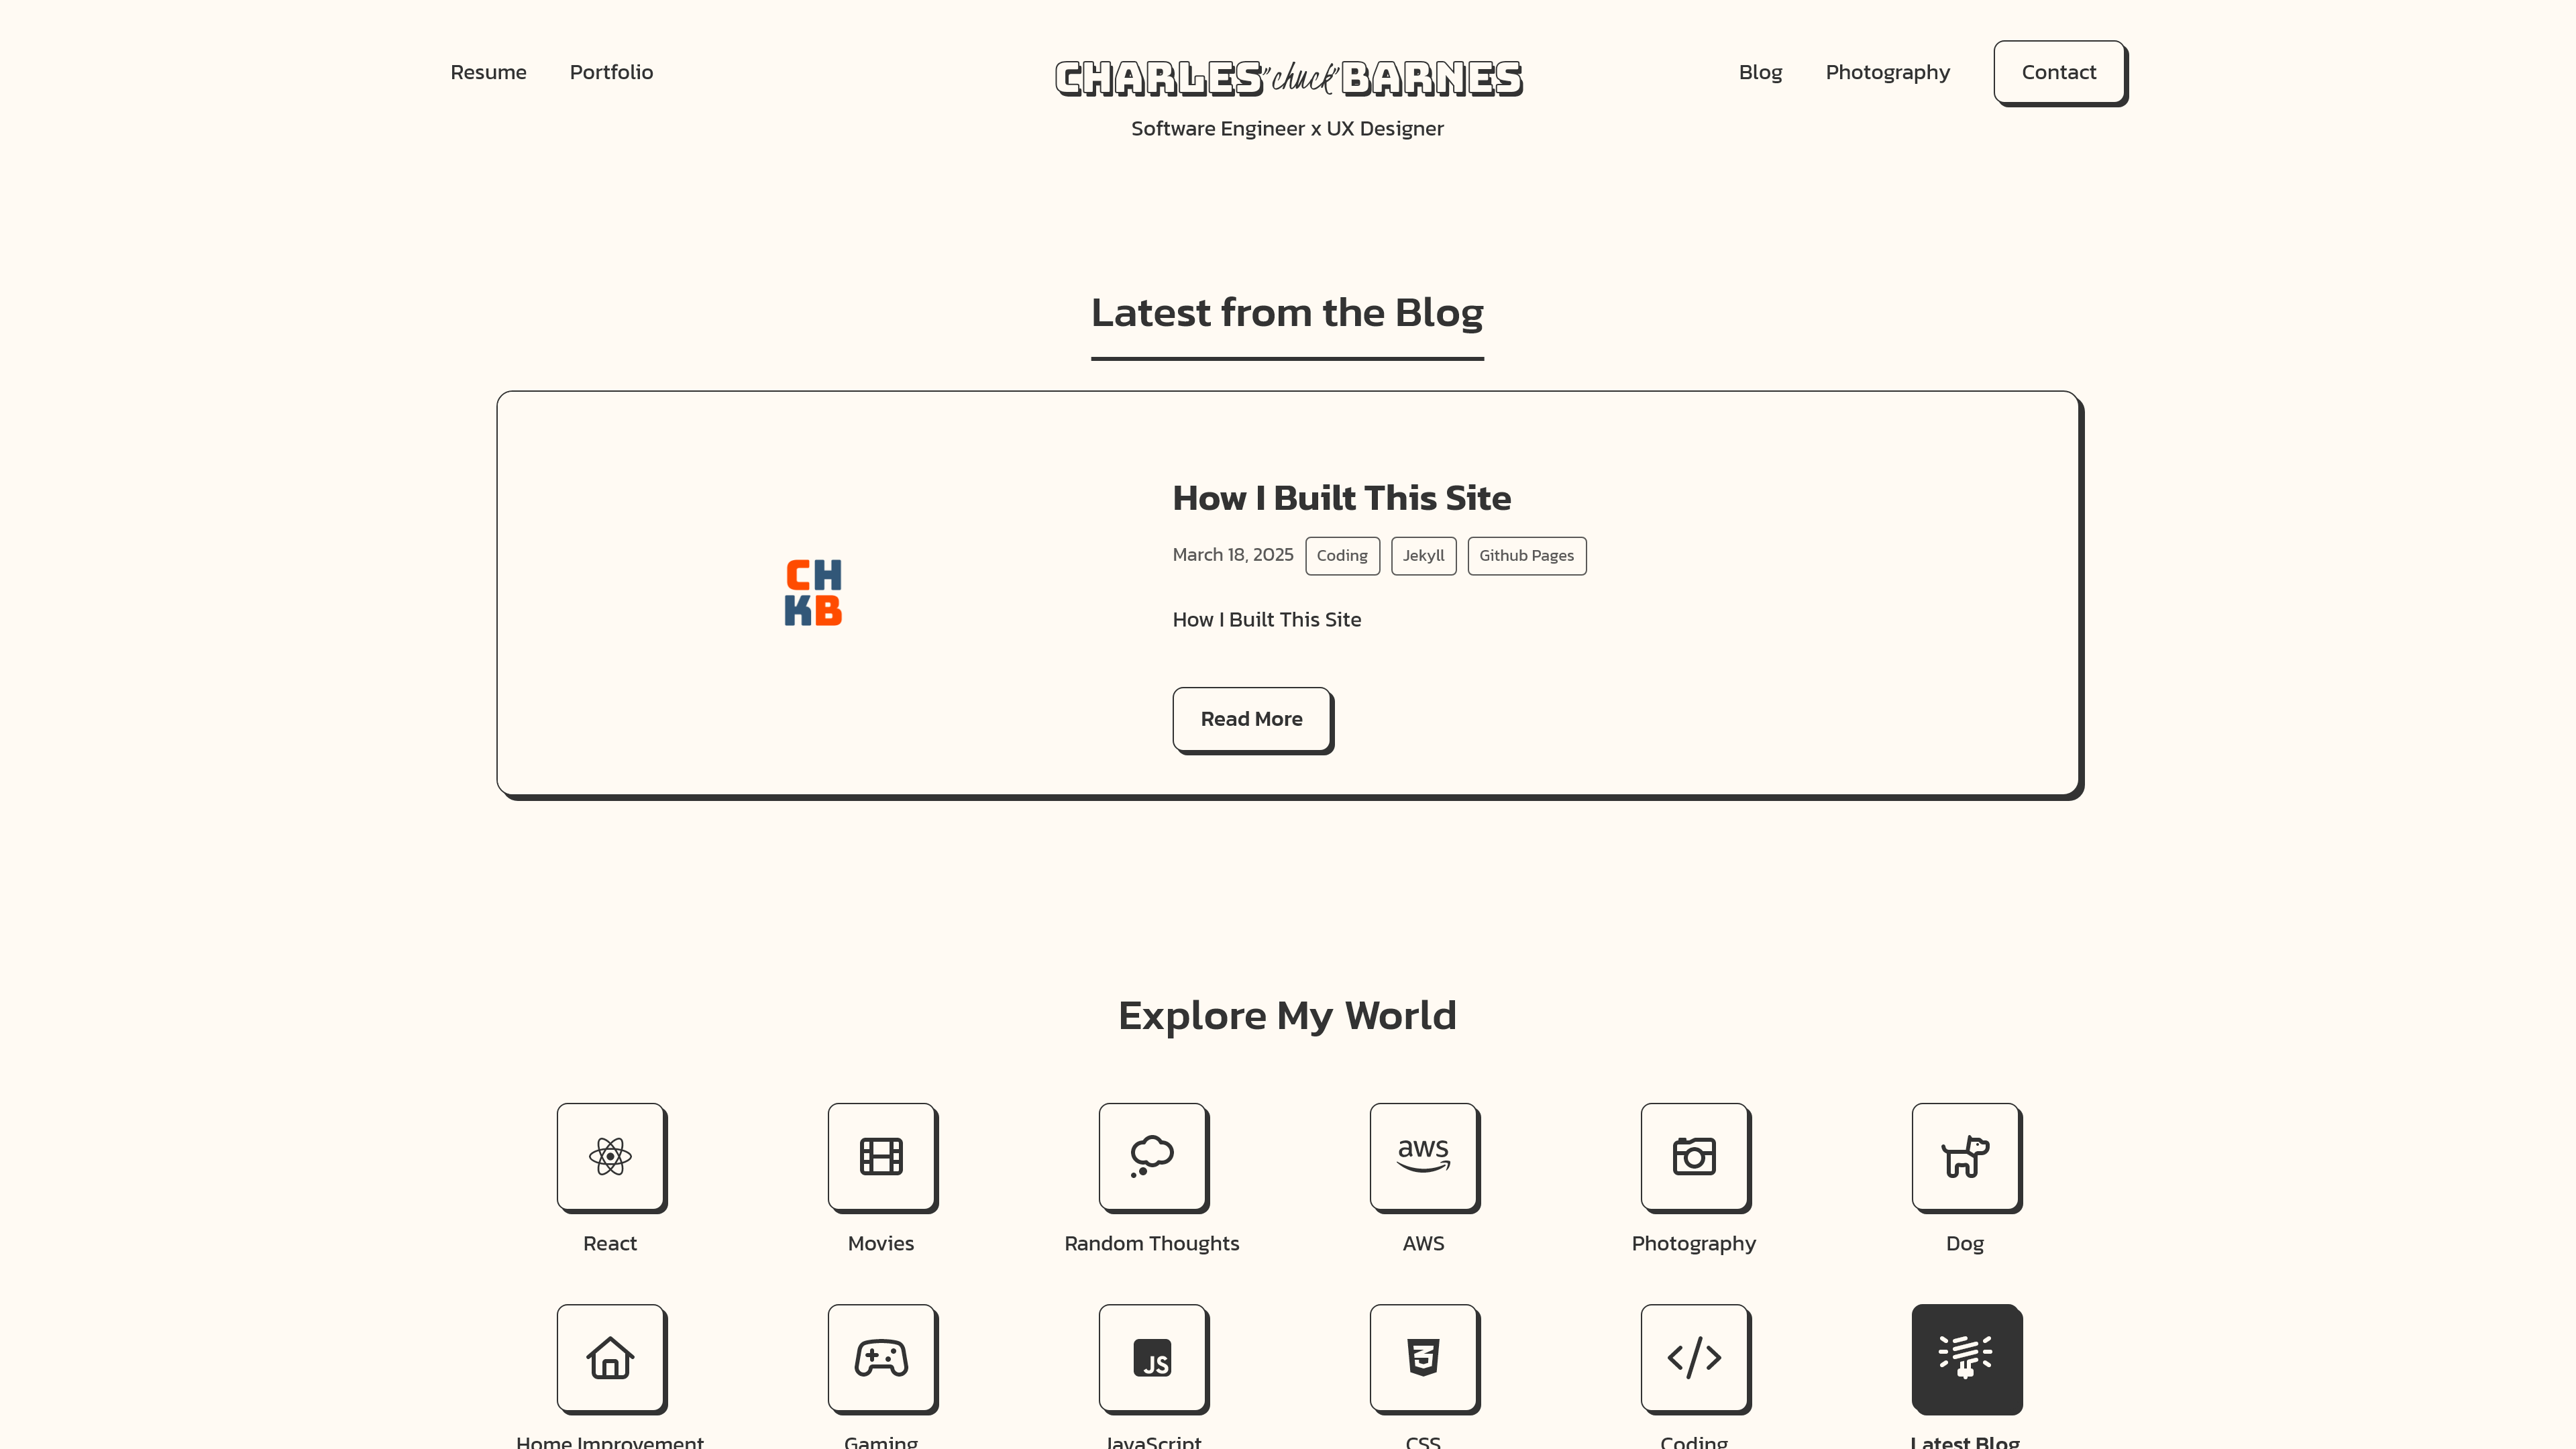 Resume Portfolio CHARLES "chuck" BARNES Blog Photography Contact
Software Engineer x UX Designer
Latest from the Blog
How I Built This Site
March 18, 2025 Coding Jekyll Github Pages
CH
KB
How I Built This Site
Read More
Explore My World
aws
React Movies Random Thoughts AWS Photography Dog
JS
Home Improvement Gaming JavaScript CSS Coding Latest Blog